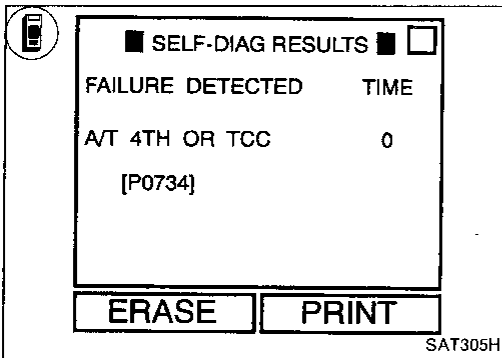 SELF-DIAG RESULTS
FAILURE DETECTED TIME
A/T 4TH OR TCC 0
[P0734]
ERASE PRINT
SAT305H